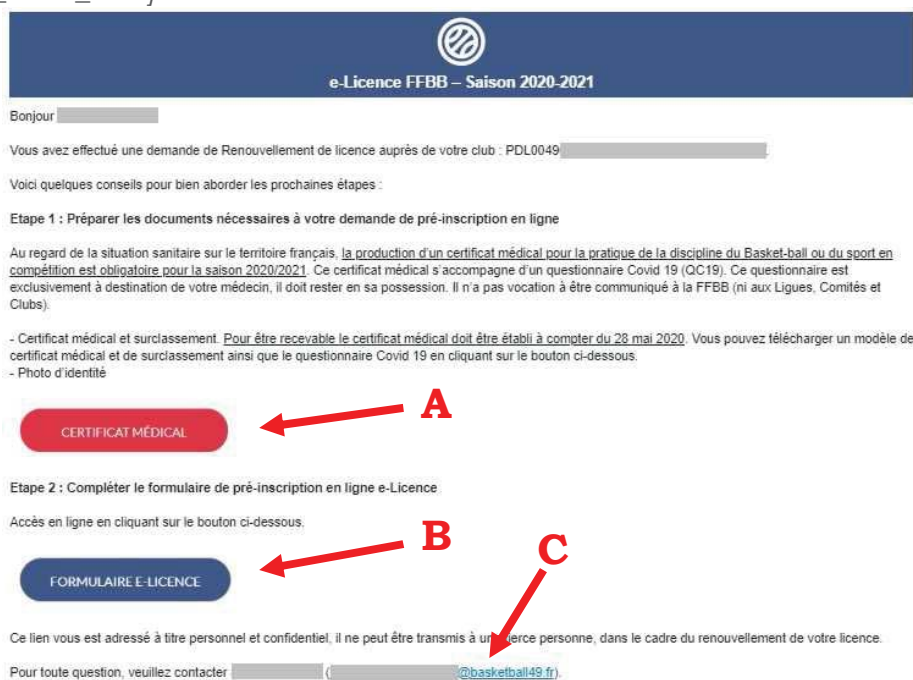 e-Licence FFBB – Saison 2020-2021
Bonjour
Vous avez effectué une demande de Renouvellement de licence auprès de votre club : PDL0049
Voici quelques conseils pour bien aborder les prochaines étapes :
Etape 1 : Préparer les documents nécessaires à votre demande de pré-inscription en ligne
Au regard de la situation sanitaire sur le territoire français, la production d'un certificat médical pour la pratique de la discipline du Basket-ball ou du sport en
compétition est obligatoire pour la saison 2020/2021. Ce certificat médical s'accompagne d'un questionnaire Covid 19 (QC19). Ce questionnaire est
exclusivement à destination de votre médecin, il doit rester en sa possession. Il n'a pas vocation à être communiqué à la FFBB (ni aux Ligues, Comités et
Clubs).
- Certificat médical et surclassement. Pour être recevable le certificat médical doit être établi à compter du 28 mai 2020. Vous pouvez télécharger un modèle de
certificat médical et de surclassement ainsi que le questionnaire Covid 19 en cliquant sur le bouton ci-dessous.
- Photo d'identité
A
CERTIFICAT MÉDICAL
Etape 2 : Compléter le formulaire de pré-inscription en ligne e-Licence
Accès en ligne en cliquant sur le bouton ci-dessous.
B
C
FORMULAIRE E-LICENCE
Ce lien vous est adressé à titre personnel et confidentiel, il ne peut être transmis à une tierce personne, dans le cadre du renouvellement de votre licence.
Pour toute question, veuillez contacter ( @basketball49.fr).